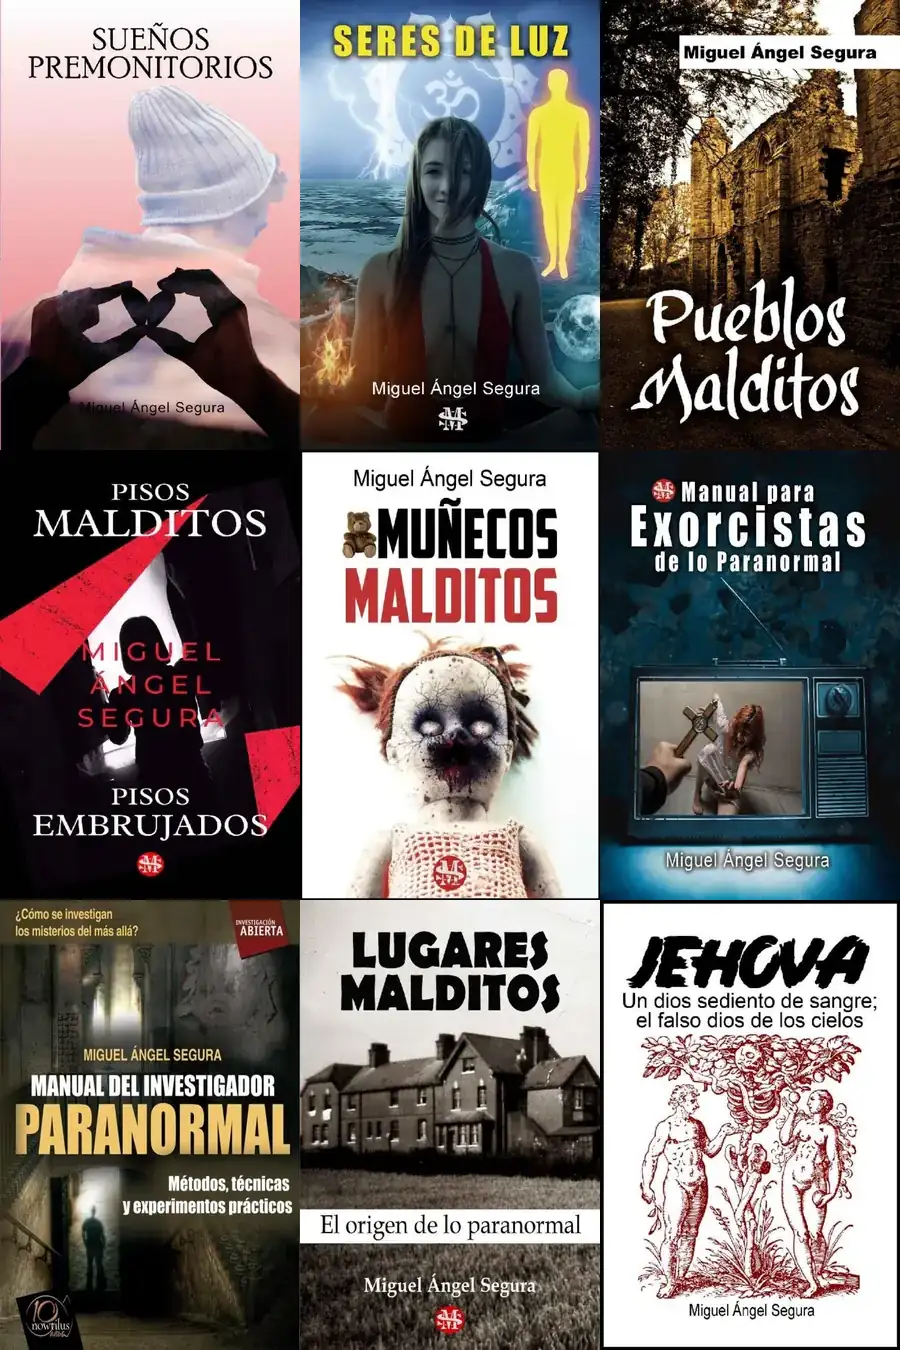 SUEÑOS
PREMONITORIOS
Miguel Ángel Segura
SERES DE LUZ
Miguel Ángel Segura
Miguel Ángel Segura
Pueblos
Malditos
PISOS
MALDITOS
MIGUEL
ÁNGEL
SEGURA
PISOS
EMBRUJADOS
Miguel Ángel Segura
MUÑECOS
MALDITOS
Manual para
Exorcistas
de lo Paranormal
Miguel Ángel Segura
¿Cómo se investigan
los misterios del más allá?
INVESTIGACIÓN
ABIERTA
MIGUEL ÁNGEL SEGURA
MANUAL DEL INVESTIGADOR
PARANORMAL
Métodos, técnicas
y experimentos prácticos
10
nowtilus
LUGARES
MALDITOS
El origen de lo paranormal
Miguel Ángel Segura
JEHOVA
Un dios sediento de sangre;
el falso dios de los cielos
Miguel Ángel Segura